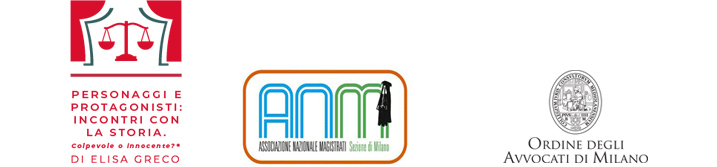 PERSONAGGI E
PROTAGONISTI:
INCONTRI CON
LA STORIA.
Colpevole o Innocente?*
DI ELISA GRECO
ANM
ASSOCIAZIONE NAZIONALE MAGISTRATI Sezione di Milano
ORDINE DEGLI
AVVOCATI DI MILANO